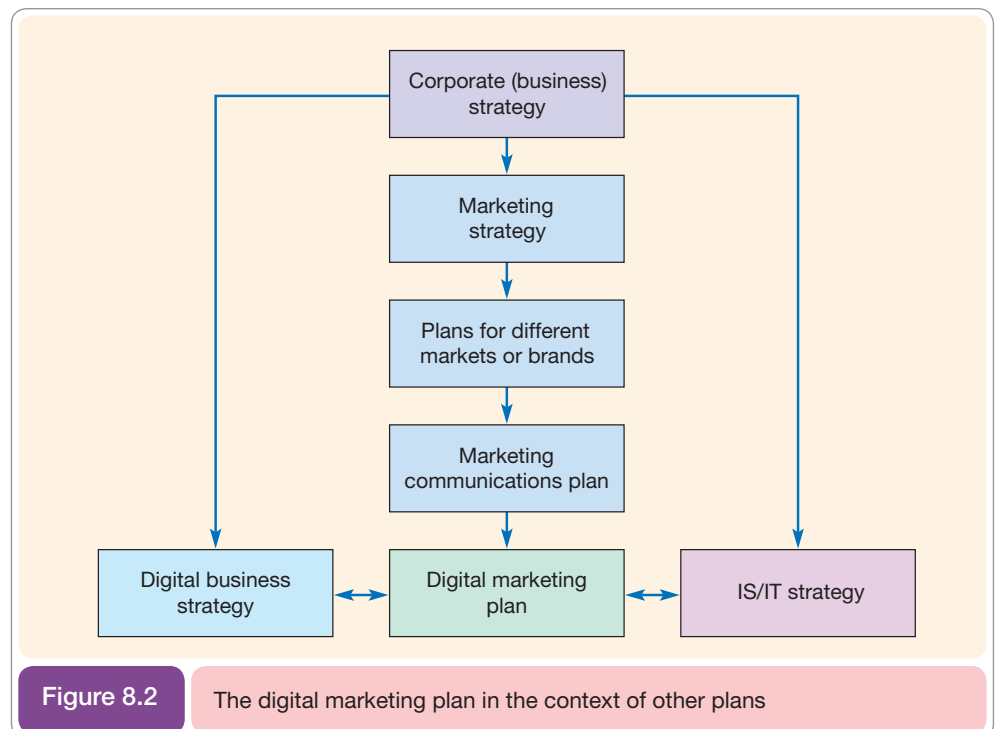 Corporate (business)
strategy
Marketing
strategy
Plans for different
markets or brands
Marketing
communications plan
Digital business
strategy
Digital marketing
plan
IS/IT strategy
Figure 8.2
The digital marketing plan in the context of other plans